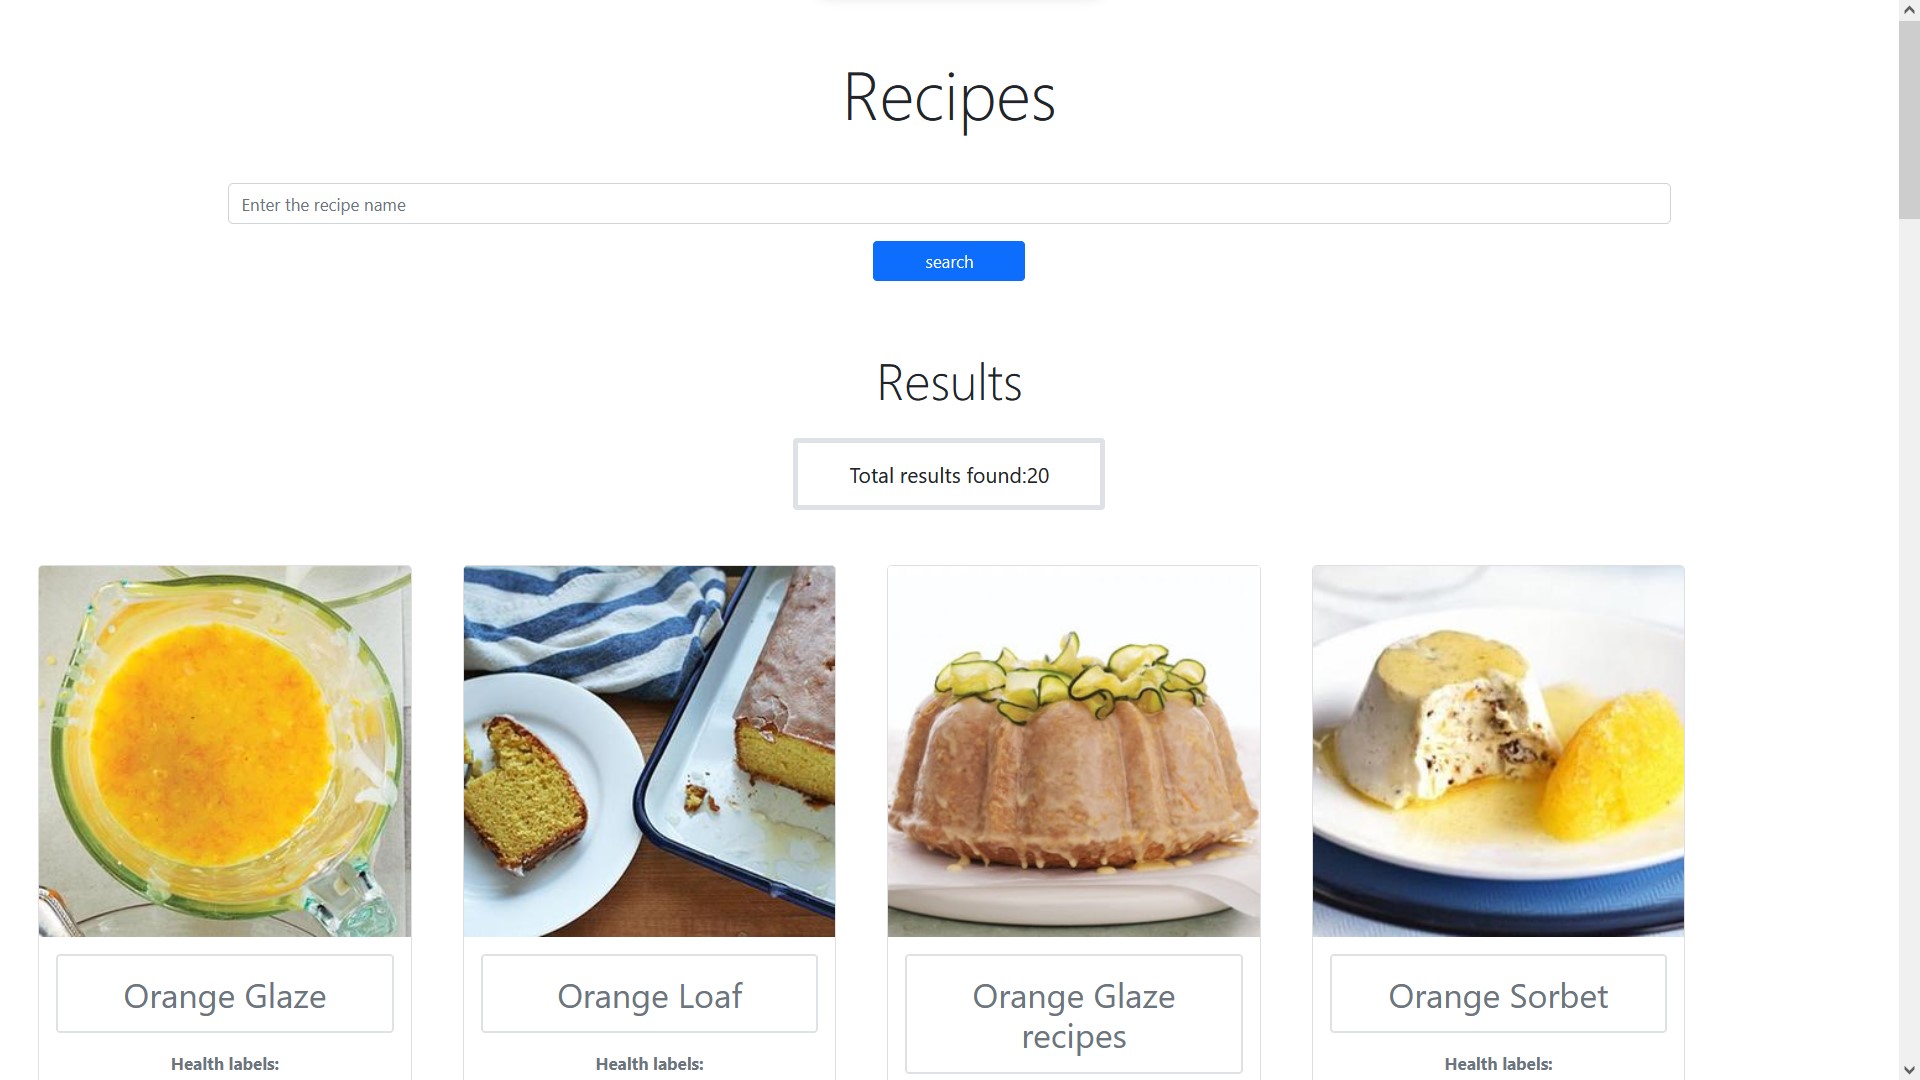 Recipes
Enter the recipe name
search
Results
Total results found:20
Orange Glaze
Orange Loaf
Orange Glaze
recipes
Orange Sorbet
Health labels:
Health labels:
Health labels: